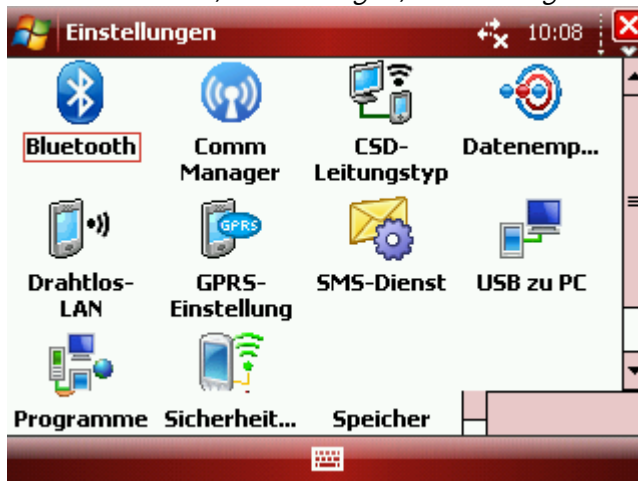 Einstellungen 10:08
Bluetooth Comm Manager CSD-Leitungstyp Datenemp...
Drahtlos-LAN GPRS-Einstellung SMS-Dienst USB zu PC
GPRS
Programme Sicherheit... Speicher